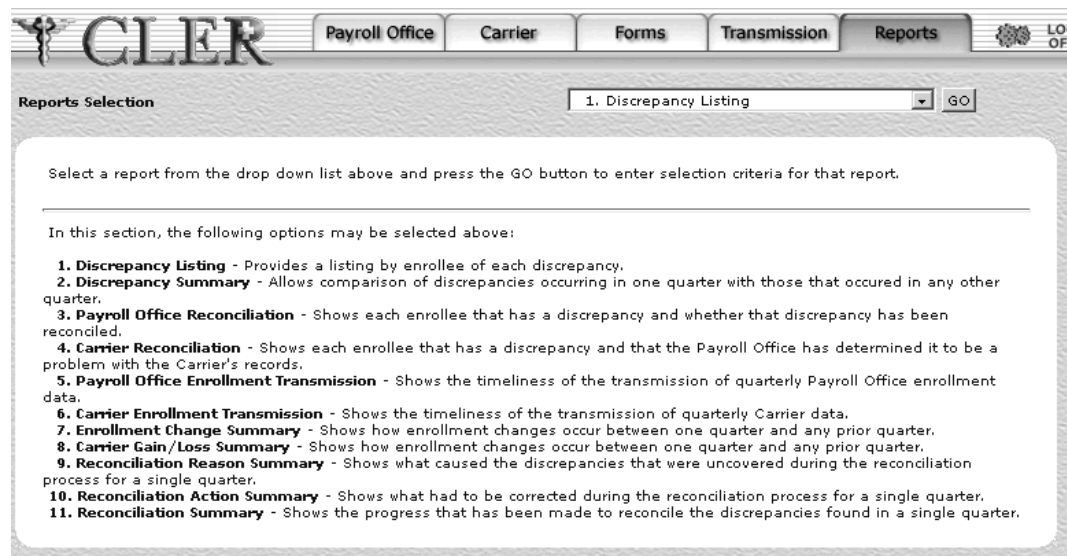 CLER
Payroll Office
Carrier
Forms
Transmission
Reports
LO
OF
Reports Selection
1. Discrepancy Listing
GO
Select a report from the drop down list above and press the GO button to enter selection criteria for that report.
In this section, the following options may be selected above:
1. Discrepancy Listing - Provides a listing by enrollee of each discrepancy.
2. Discrepancy Summary - Allows comparison of discrepancies occurring in one quarter with those that occured in any other
quarter.
3. Payroll Office Reconciliation - Shows each enrollee that has a discrepancy and whether that discrepancy has been
reconciled.
4. Carrier Reconciliation - Shows each enrollee that has a discrepancy and that the Payroll Office has determined it to be a
problem with the Carrier's records.
5. Payroll Office Enrollment Transmission - Shows the timeliness of the transmission of quarterly Payroll Office enrollment
data.
6. Carrier Enrollment Transmission - Shows the timeliness of the transmission of quarterly Carrier data.
7. Enrollment Change Summary - Shows how enrollment changes occur between one quarter and any prior quarter.
8. Carrier Gain/Loss Summary - Shows how enrollment changes occur between one quarter and any prior quarter.
9. Reconciliation Reason Summary - Shows what caused the discrepancies that were uncovered during the reconciliation
process for a single quarter.
10. Reconciliation Action Summary - Shows what had to be corrected during the reconciliation process for a single quarter.
11. Reconciliation Summary - Shows the progress that has been made to reconcile the discrepancies found in a single quarter.